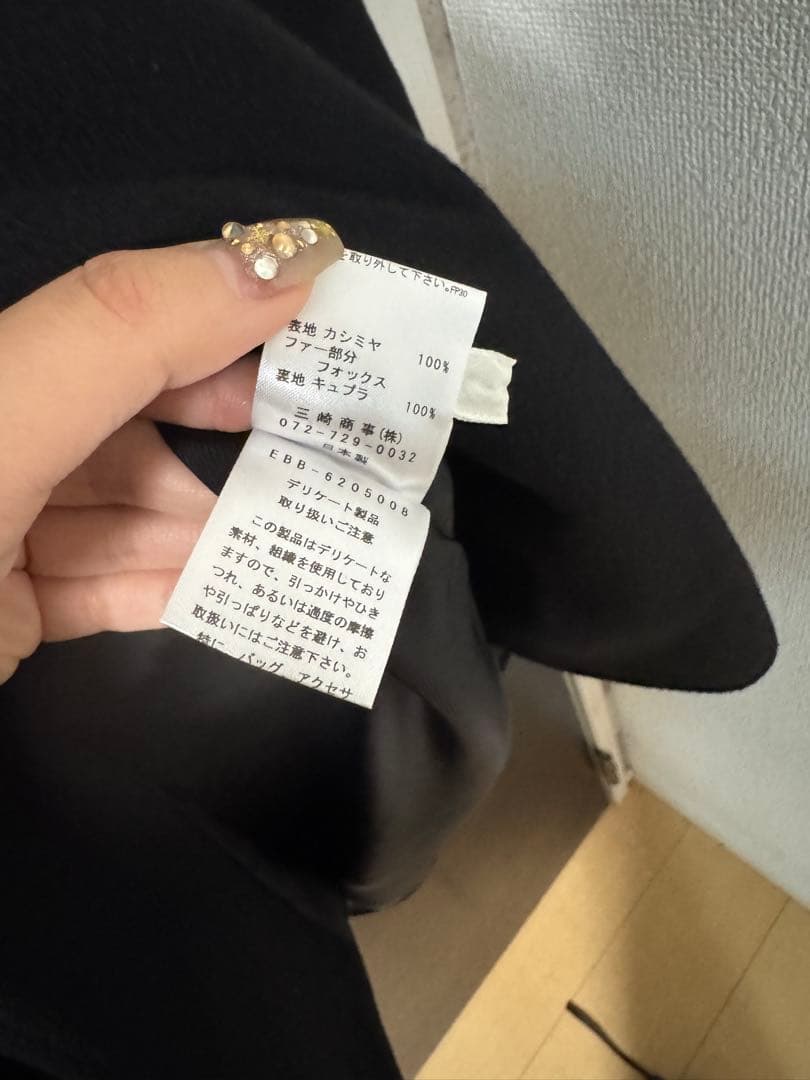 を取り外して下さい。FP30
表地 カシミヤ 100%
ファー部分
フォックス
裏地 キュプラ 100%
三崎商事(株)
072-729-0032
日本製
EBB-6205008
デリケート製品
取り扱いご注意
この製品はデリケートな
素材、組織を使用しており
ますので、引っかけやひき
つれ、あるいは過度の摩擦
や引っぱりなどを避け、お
取扱いにはご注意下さい。
特に、バッグ、アクセサ